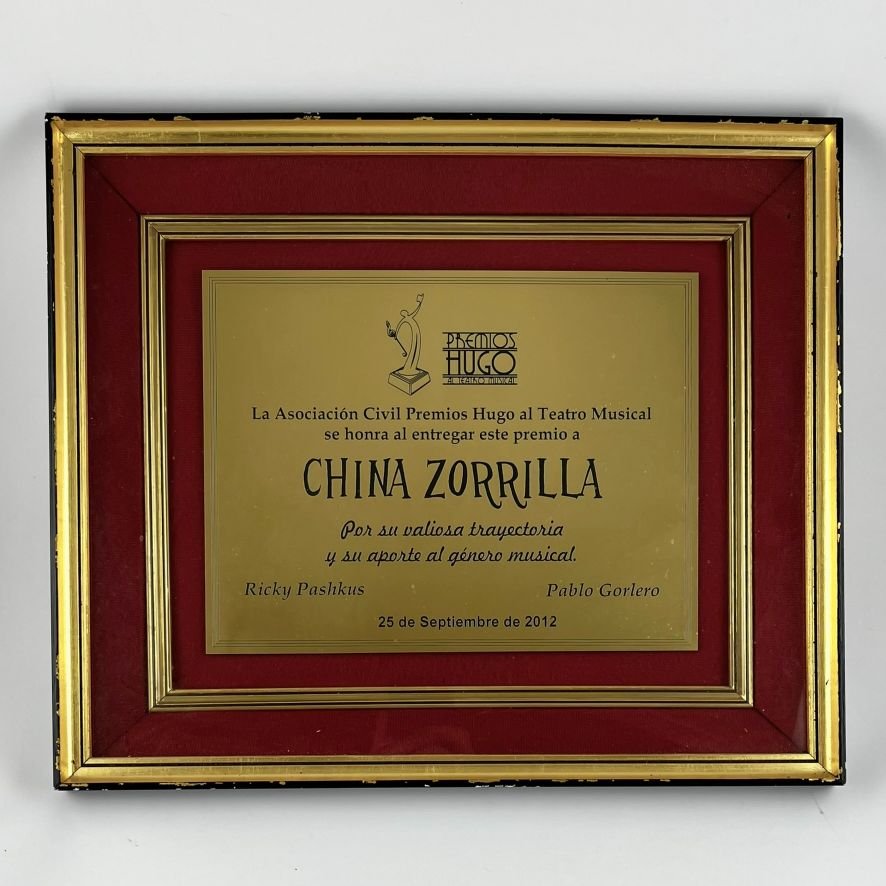 PREMIOS
HUGO
AL TEATRO MUSICAL
La Asociación Civil Premios Hugo al Teatro Musical
se honra al entregar este premio a
CHINA ZORRILLA
Por su valiosa trayectoria
y su aporte al género musical.
Ricky Pashkus Pablo Gorlero
25 de Septiembre de 2012